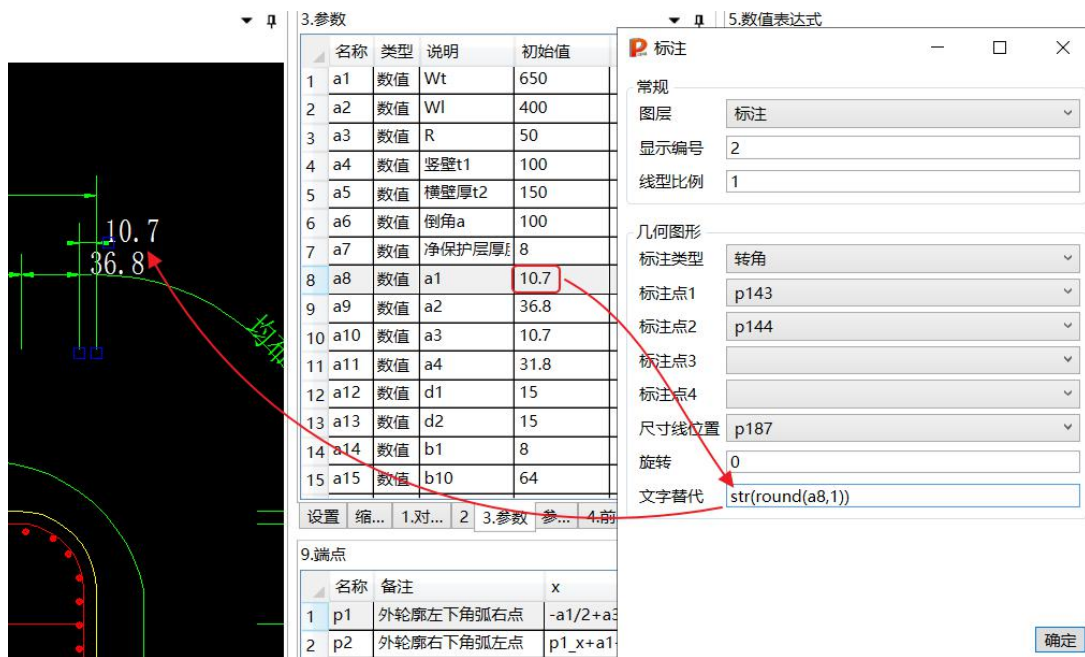 3.参数
5.数值表达式
名称 类型 说明 初始值
1 a1 数值 Wt 650
2 a2 数值 Wl 400
3 a3 数值 R 50
4 a4 数值 竖壁t1 100
5 a5 数值 横壁厚t2 150
6 a6 数值 倒角a 100
7 a7 数值 净保护层厚度 8
8 a8 数值 a1 10.7
9 a9 数值 a2 36.8
10 a10 数值 a3 10.7
11 a11 数值 a4 31.8
12 a12 数值 d1 15
13 a13 数值 d2 15
14 a14 数值 b1 8
15 a15 数值 b10 64
设置 缩... 1.对... 2 3.参数 参... 4.前
9.端点
名称 备注 x
1 p1 外轮廓左下角弧右点 -a1/2+a3
2 p2 外轮廓右下角弧左点 p1_x+a1-
10.7
36.8
均布
标注
常规
图层 标注
显示编号 2
线型比例 1
几何图形
标注类型 转角
标注点1 p143
标注点2 p144
标注点3
标注点4
尺寸线位置 p187
旋转 0
文字替代 str(round(a8,1))
确定